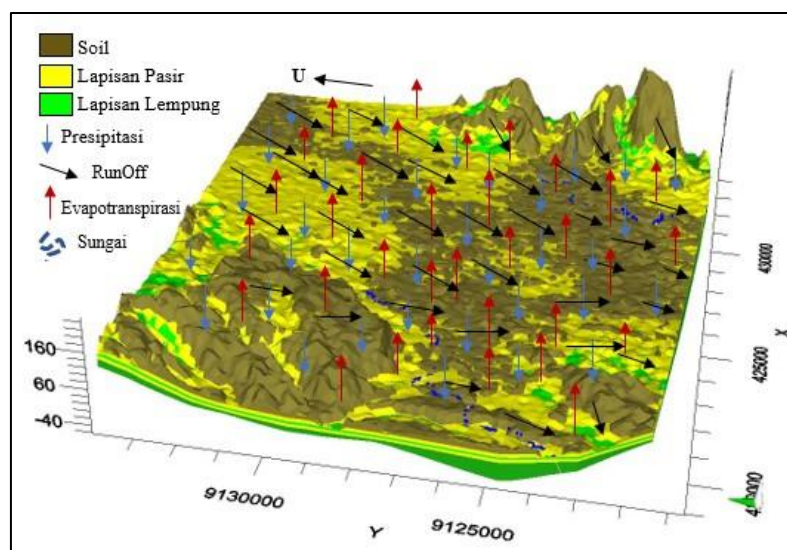 Soil
Lapisan Pasir
Lapisan Lempung
Presipitasi
RunOff
Evapotranspirasi
Sungai
U
160
60
-40
9130000
9125000
Y
430000
425000
X